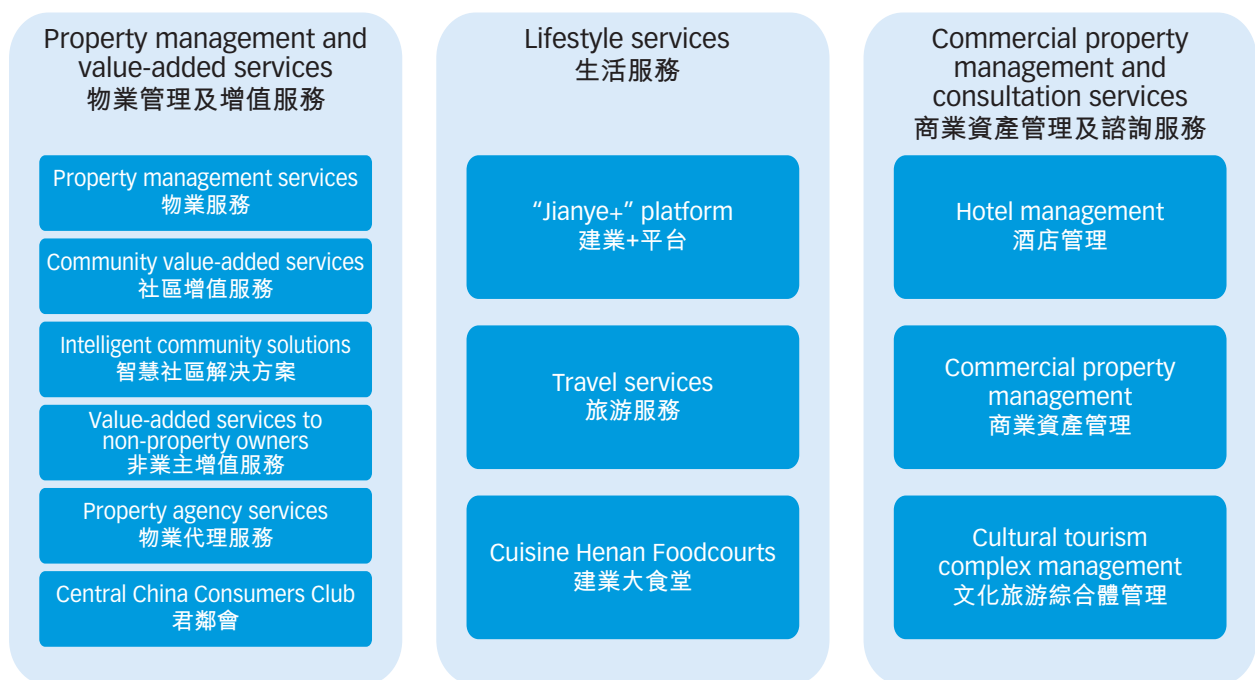 Property management and
value-added services
物業管理及增值服務
Property management services
物業服務
Community value-added services
社區增值服務
Intelligent community solutions
智慧社區解決方案
Value-added services to
non-property owners
非業主增值服務
Property agency services
物業代理服務
Central China Consumers Club
君鄰會
Lifestyle services
生活服務
“Jianye+” platform
建業+平台
Travel services
旅游服務
Cuisine Henan Foodcourts
建業大食堂
Commercial property
management and
consultation services
商業資產管理及諮詢服務
Hotel management
酒店管理
Commercial property
management
商業資產管理
Cultural tourism
complex management
文化旅游綜合體管理